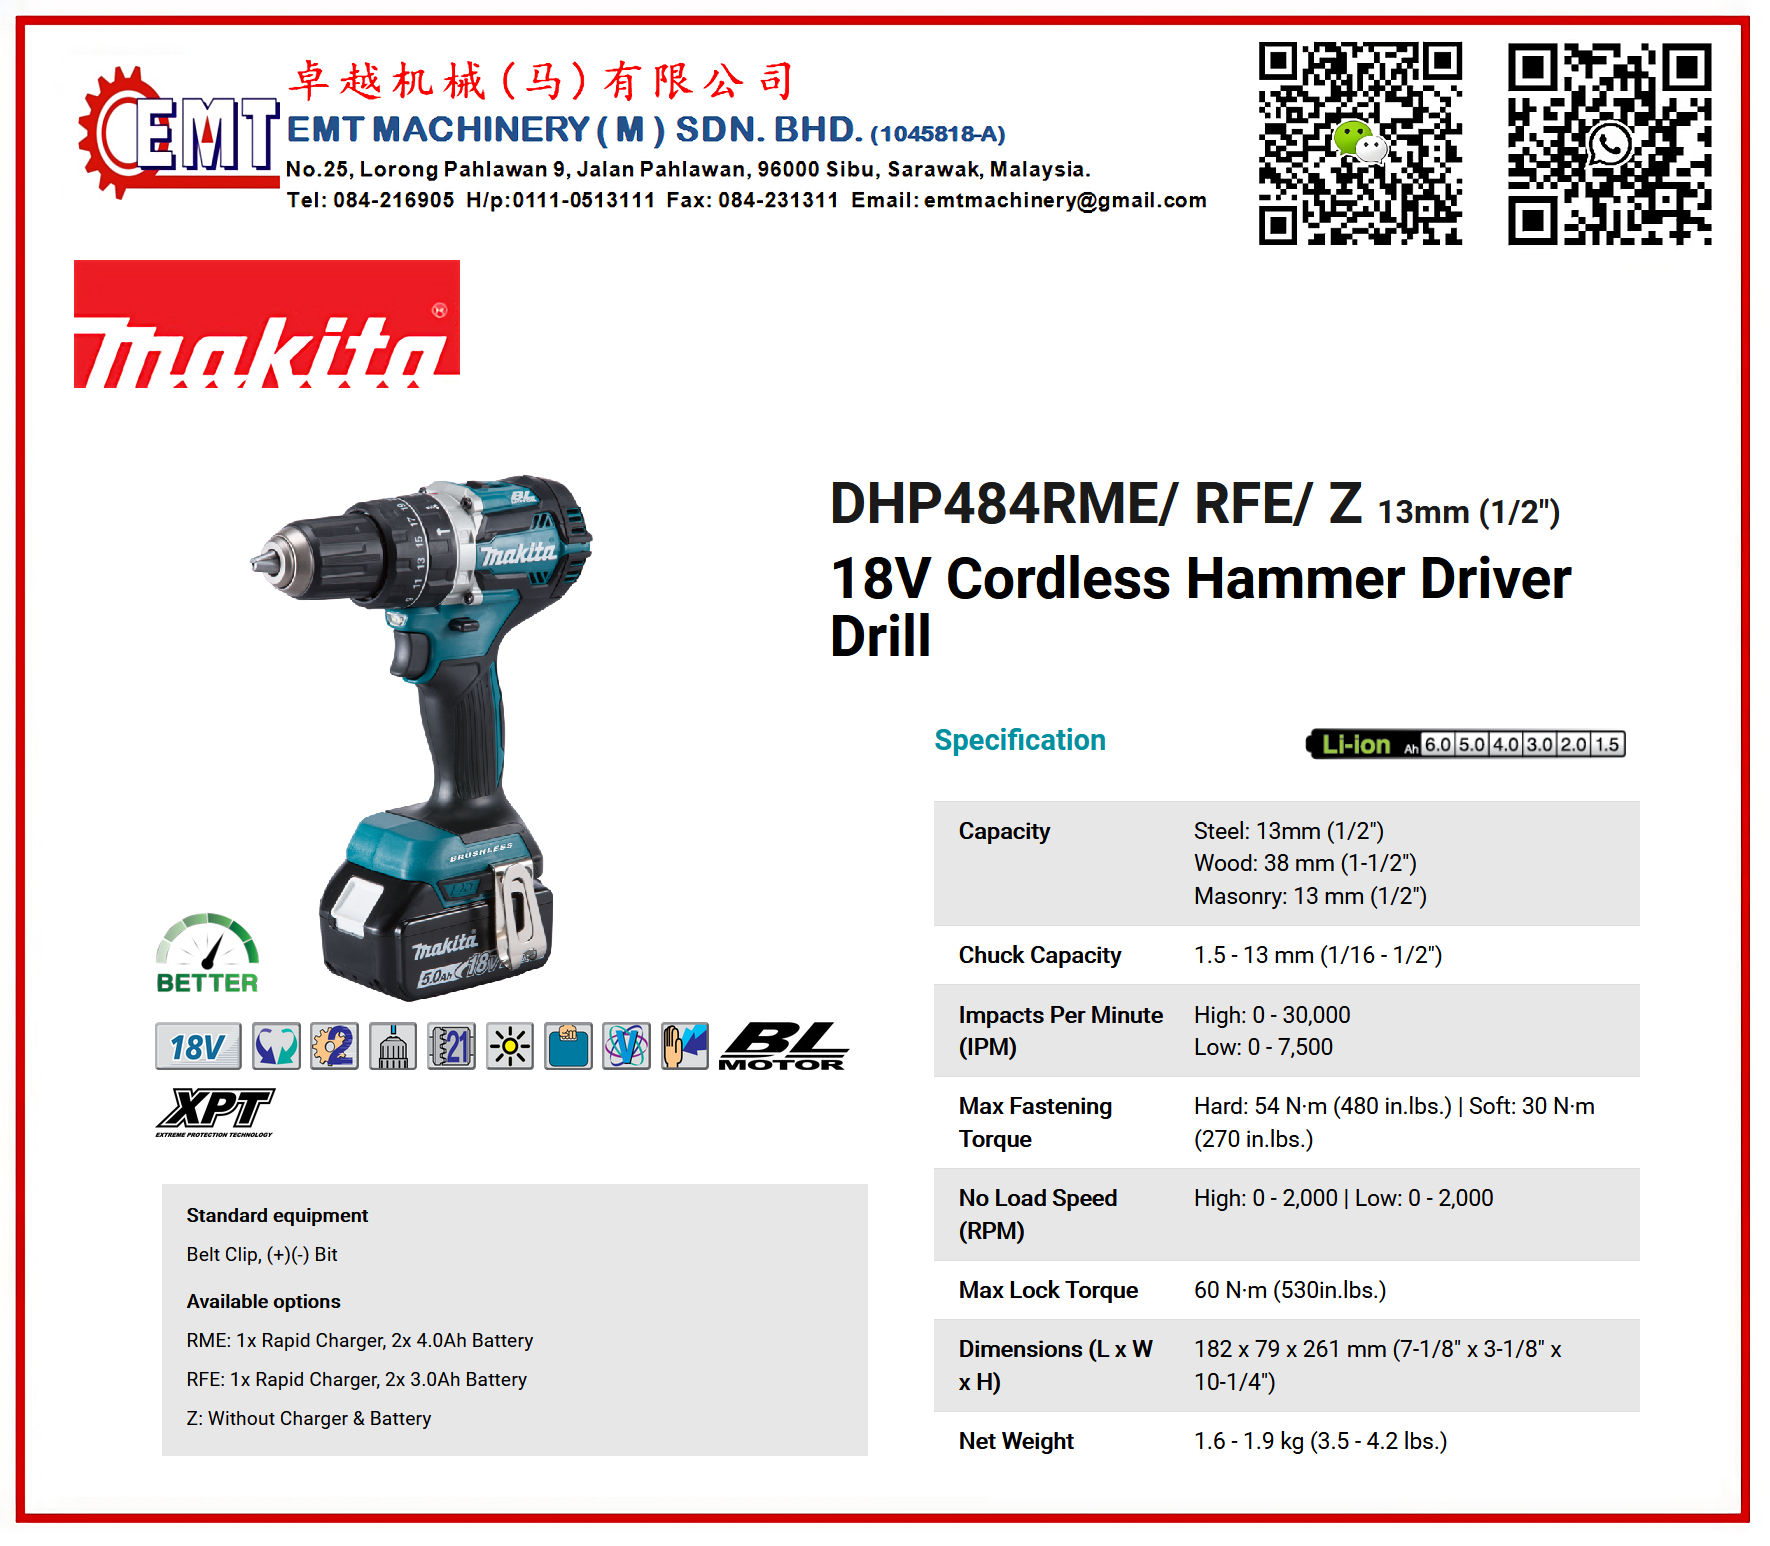 卓越机械(马)有限公司
EMT
EMT MACHINERY ( M ) SDN. BHD. (1045818-A)
No.25, Lorong Pahlawan 9, Jalan Pahlawan, 96000 Sibu, Sarawak, Malaysia.
Tel: 084-216905 H/p:0111-0513111 Fax: 084-231311 Email: emtmachinery@gmail.com
makita
DHP484RME/ RFE/ Z 13mm (1/2")
18V Cordless Hammer Driver
Drill
BL
MOTOR
makita
19
17
15
13
11
9
BRUSHLESS
makita
5.0Ah 18V
Specification
Li-ion Ah 6.0 5.0 4.0 3.0 2.0 1.5
Capacity Steel: 13mm (1/2")
Wood: 38 mm (1-1/2")
Masonry: 13 mm (1/2")
Chuck Capacity 1.5 - 13 mm (1/16 - 1/2")
Impacts Per Minute High: 0 - 30,000
(IPM) Low: 0 - 7,500
Max Fastening Hard: 54 N·m (480 in.lbs.) | Soft: 30 N·m
Torque (270 in.lbs.)
No Load Speed High: 0 - 2,000 | Low: 0 - 2,000
(RPM)
Max Lock Torque 60 N·m (530in.lbs.)
Dimensions (L x W 182 x 79 x 261 mm (7-1/8" x 3-1/8" x
x H) 10-1/4")
Net Weight 1.6 - 1.9 kg (3.5 - 4.2 lbs.)
BETTER
18V 2 21 V BL
MOTOR
XPT
EXTREME PROTECTION TECHNOLOGY
Standard equipment
Belt Clip, (+)(-) Bit
Available options
RME: 1x Rapid Charger, 2x 4.0Ah Battery
RFE: 1x Rapid Charger, 2x 3.0Ah Battery
Z: Without Charger & Battery